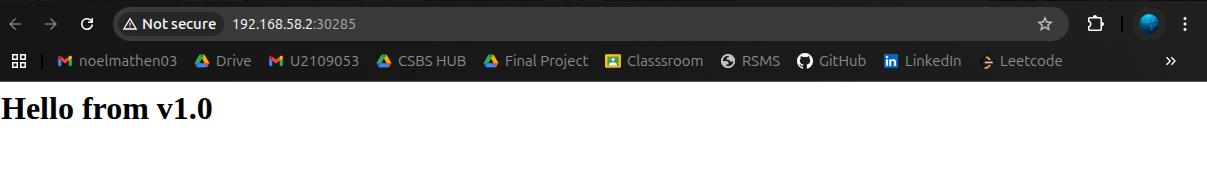 Not secure 192.168.58.2:30285
noelmathen03 Drive U2109053 CSBS HUB Final Project Classsroom RSMS GitHub LinkedIn Leetcode
Hello from v1.0